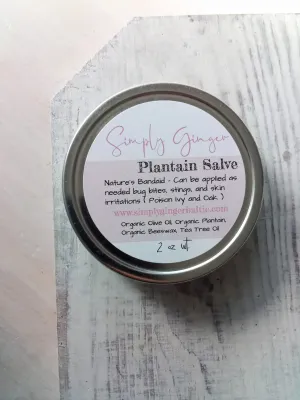 Simply Ginger
Plantain Salve
Nature's Bandaid - Can be applied as
needed bug bites, stings, and skin
irritations ( Poison Ivy and Oak )
Organic Olive Oil, Organic Plantain,
Organic Beeswax, Tea Tree Oil
2 oz wt